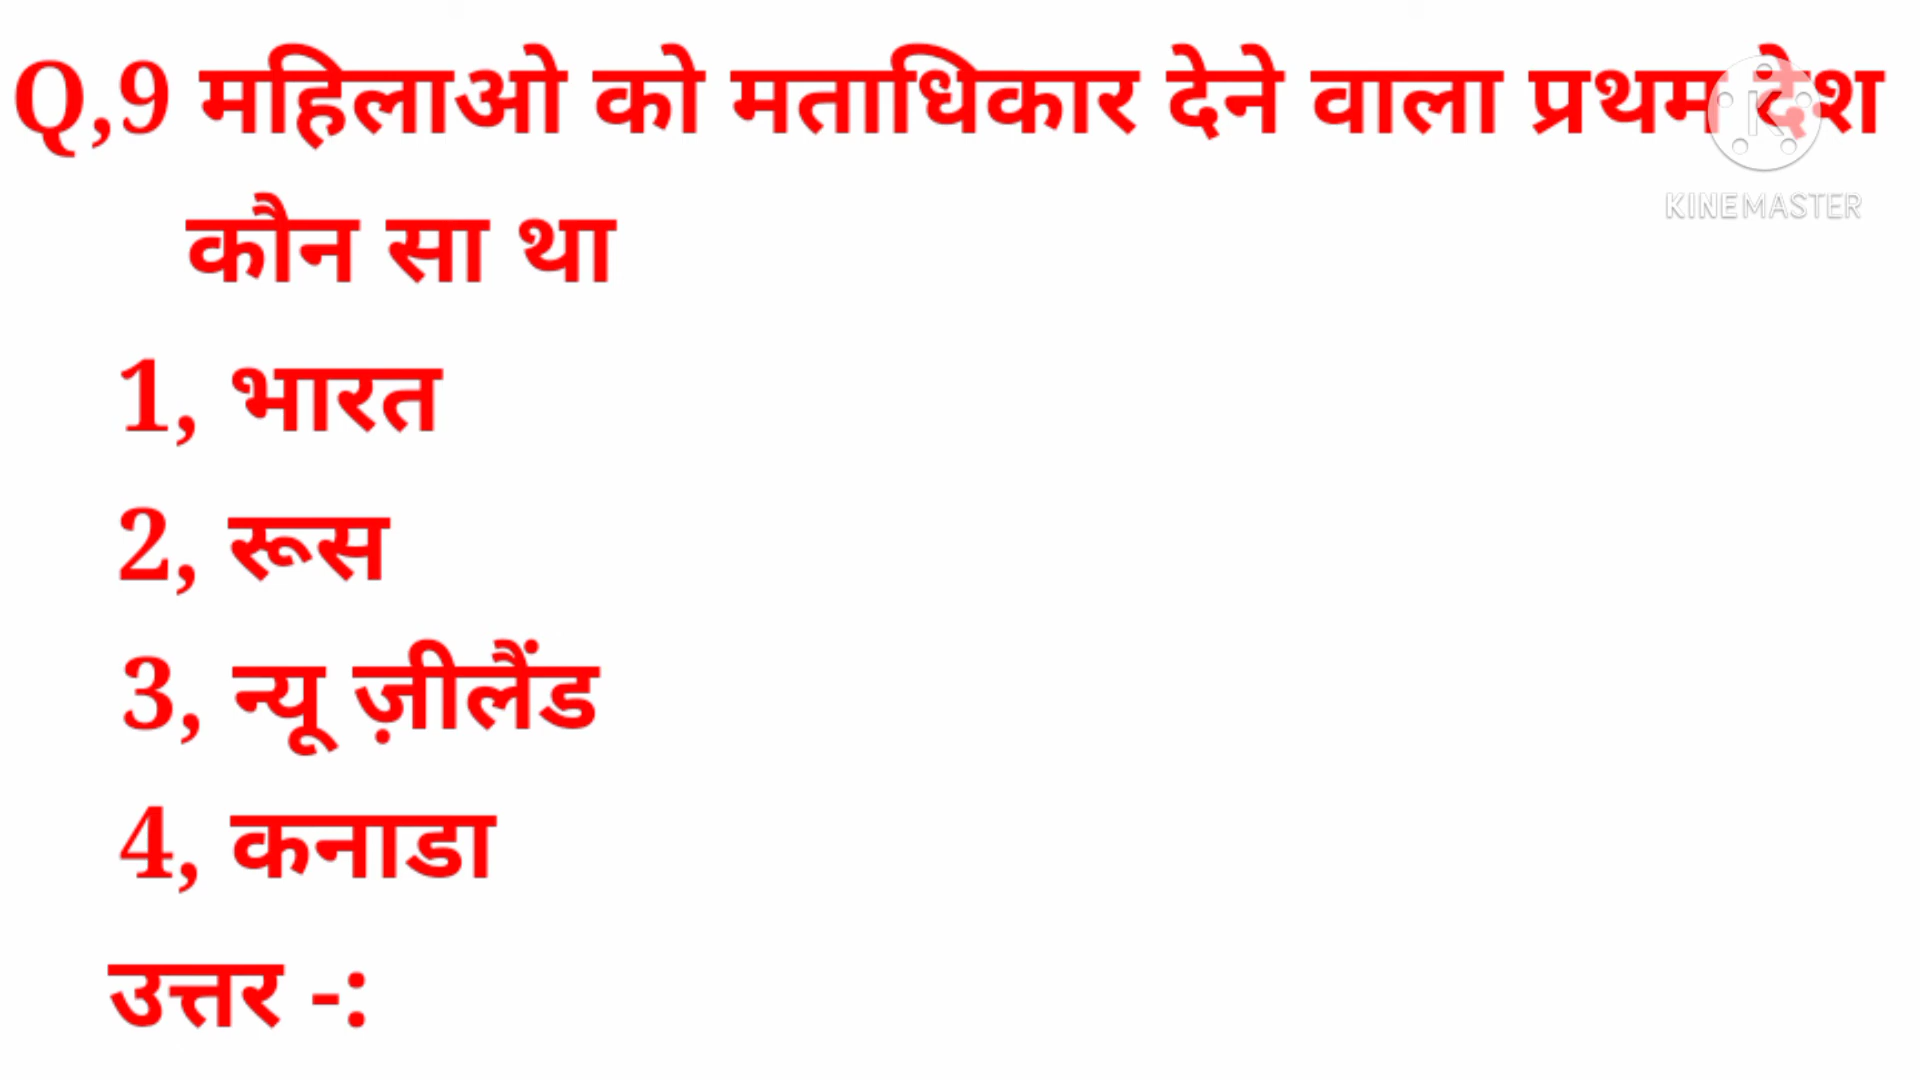 Q,9 महिलाओ को मताधिकार देने वाला प्रथम देश
कौन सा था
1, भारत
2, रूस
3, न्यू ज़ीलैंड
4, कनाडा
उत्तर -:
KINEMASTER